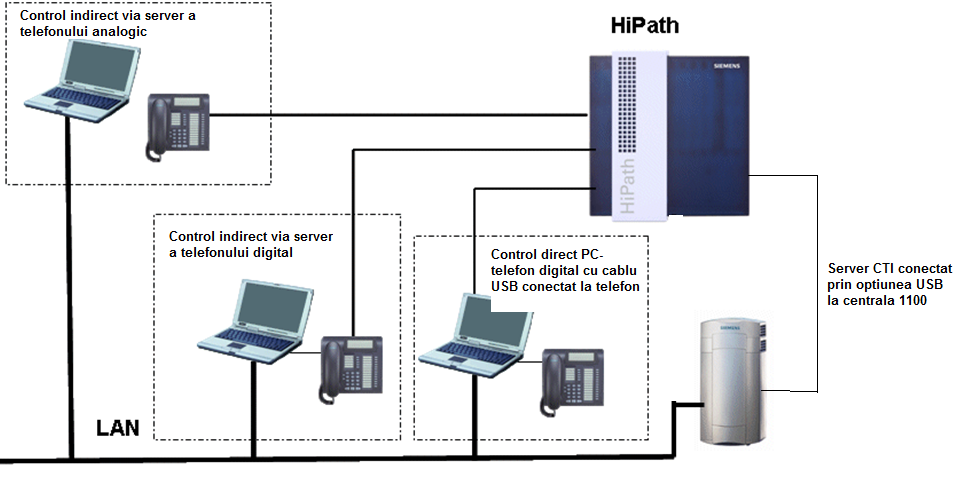 Control indirect via server a
telefonului analogic
HiPath
SIEMENS
HiPath
Control indirect via server
a telefonului digital
Control direct PC-
telefon digital cu cablu
USB conectat la telefon
Server CTI conectat
prin optiunea USB
la centrala 1100
SIEMENS
LAN